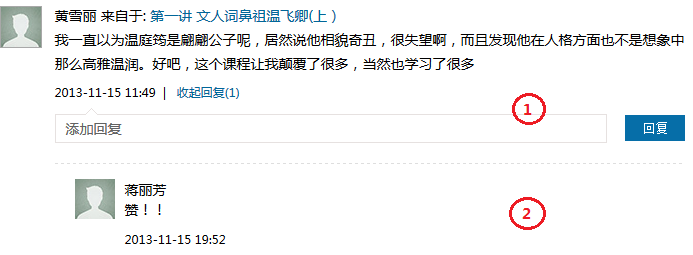 黄雪丽 来自于: 第一讲 文人词鼻祖温飞卿(上）
我一直以为温庭筠是翩翩公子呢，居然说他相貌奇丑，很失望啊，而且发现他在人格方面也不是想象中
那么高雅温润。好吧，这个课程让我颠覆了很多，当然也学习了很多
2013-11-15 11:49 | 收起回复(1)
1
添加回复 回复
蒋丽芳
赞！！
2
2013-11-15 19:52